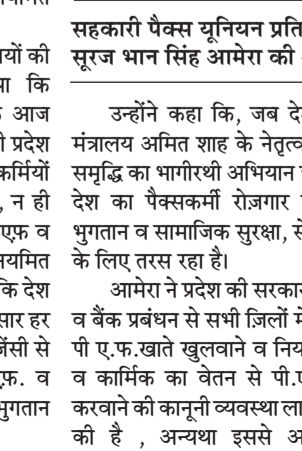 सहकारी पैक्स यूनियन प्रति
सूरज भान सिंह आमेरा की
यों की
या कि
आज
प्रदेश
कर्मियों
, न ही
एफ़ व
नियमित
कि देश
सार हर
जेंसी से
फ़. व
भुगतान
उन्होंने कहा कि, जब दे
मंत्रालय अमित शाह के नेतृत्व
समृद्धि का भागीरथी अभियान
देश का पैक्सकर्मी रोज़गार
भुगतान व सामाजिक सुरक्षा, से
के लिए तरस रहा है।
आमेरा ने प्रदेश की सरकार
व बैंक प्रबंधन से सभी ज़िलों में
पी ए.फ.खाते खुलवाने व निय
व कार्मिक का वेतन से पी.ए
करवाने की कानूनी व्यवस्था ला
की है , अन्यथा इससे अ